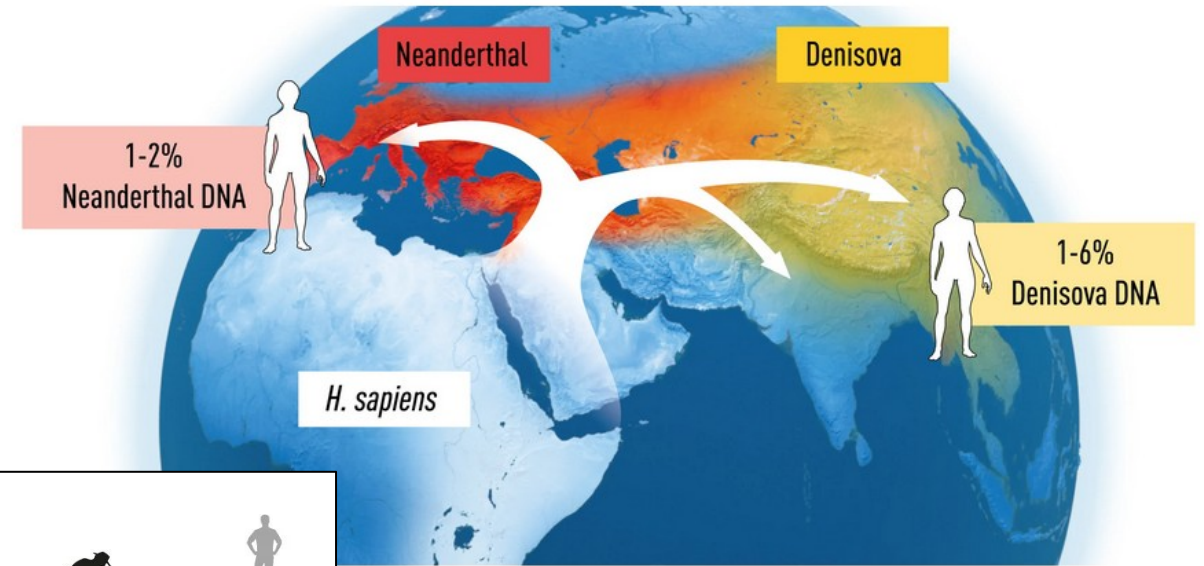 Neanderthal
Denisova
1-2%
Neanderthal DNA
1-6%
Denisova DNA
H. sapiens